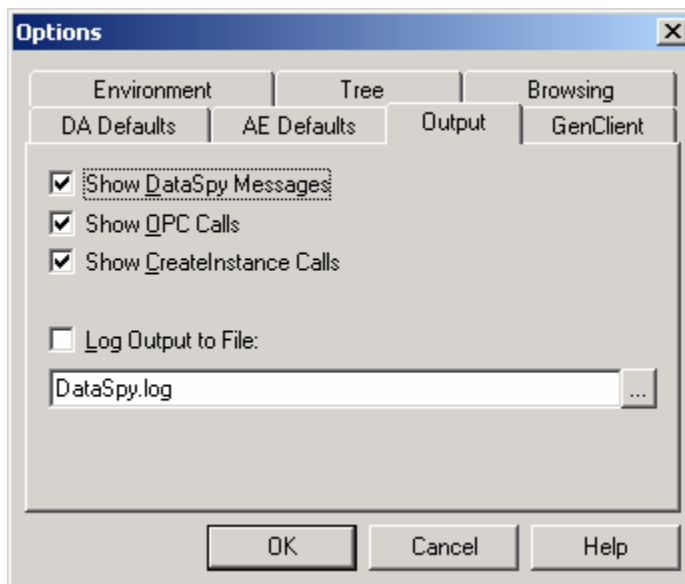 Options
Environment
Tree
Browsing
DA Defaults
AE Defaults
Output
GenClient
Show DataSpy Messages
Show OPC Calls
Show CreateInstance Calls
Log Output to File:
DataSpy.log
...
OK
Cancel
Help